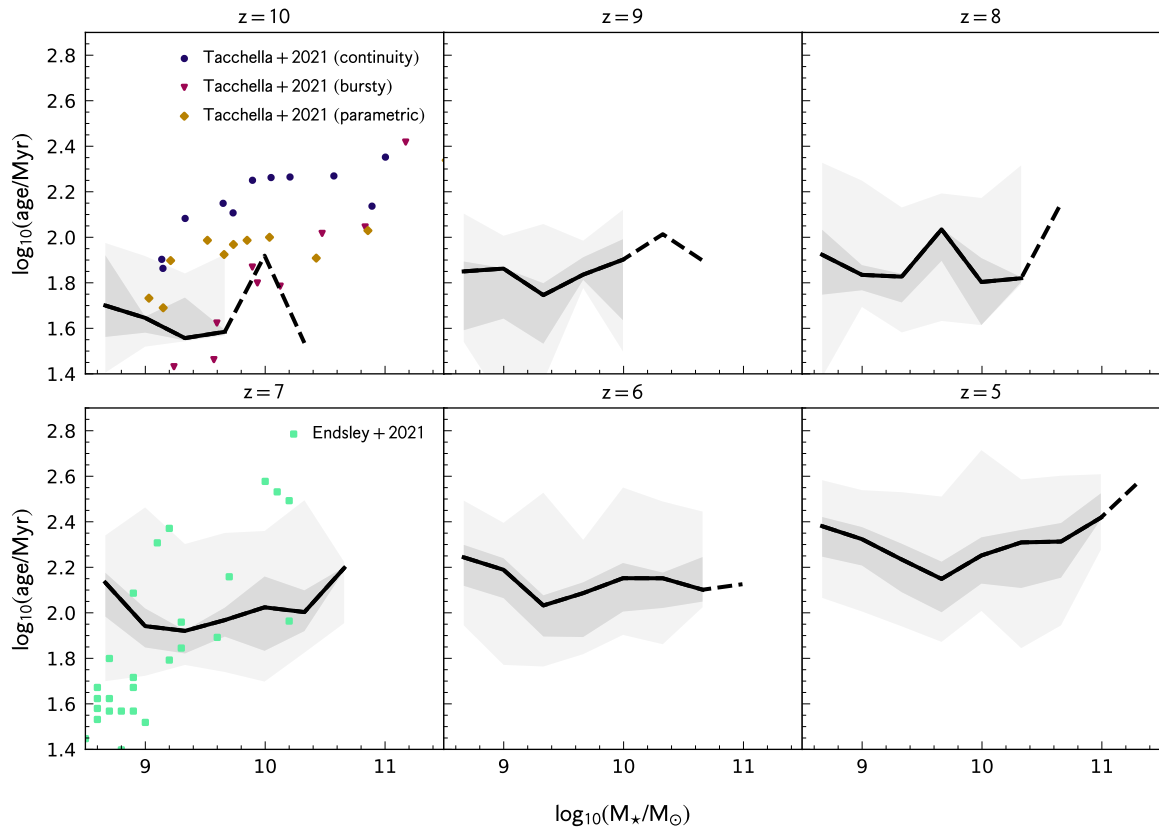 z = 10
z = 9
z = 8
2.8
2.6
2.4
2.2
2.0
1.8
1.6
1.4
log₁₀(age/Myr)
Tacchella + 2021 (continuity)
Tacchella + 2021 (bursty)
Tacchella + 2021 (parametric)
z = 7
z = 6
z = 5
2.8
2.6
2.4
2.2
2.0
1.8
1.6
1.4
log₁₀(age/Myr)
Endsley + 2021
9 10 11
9 10 11
9 10 11
log₁₀(M⋆/M⊙)